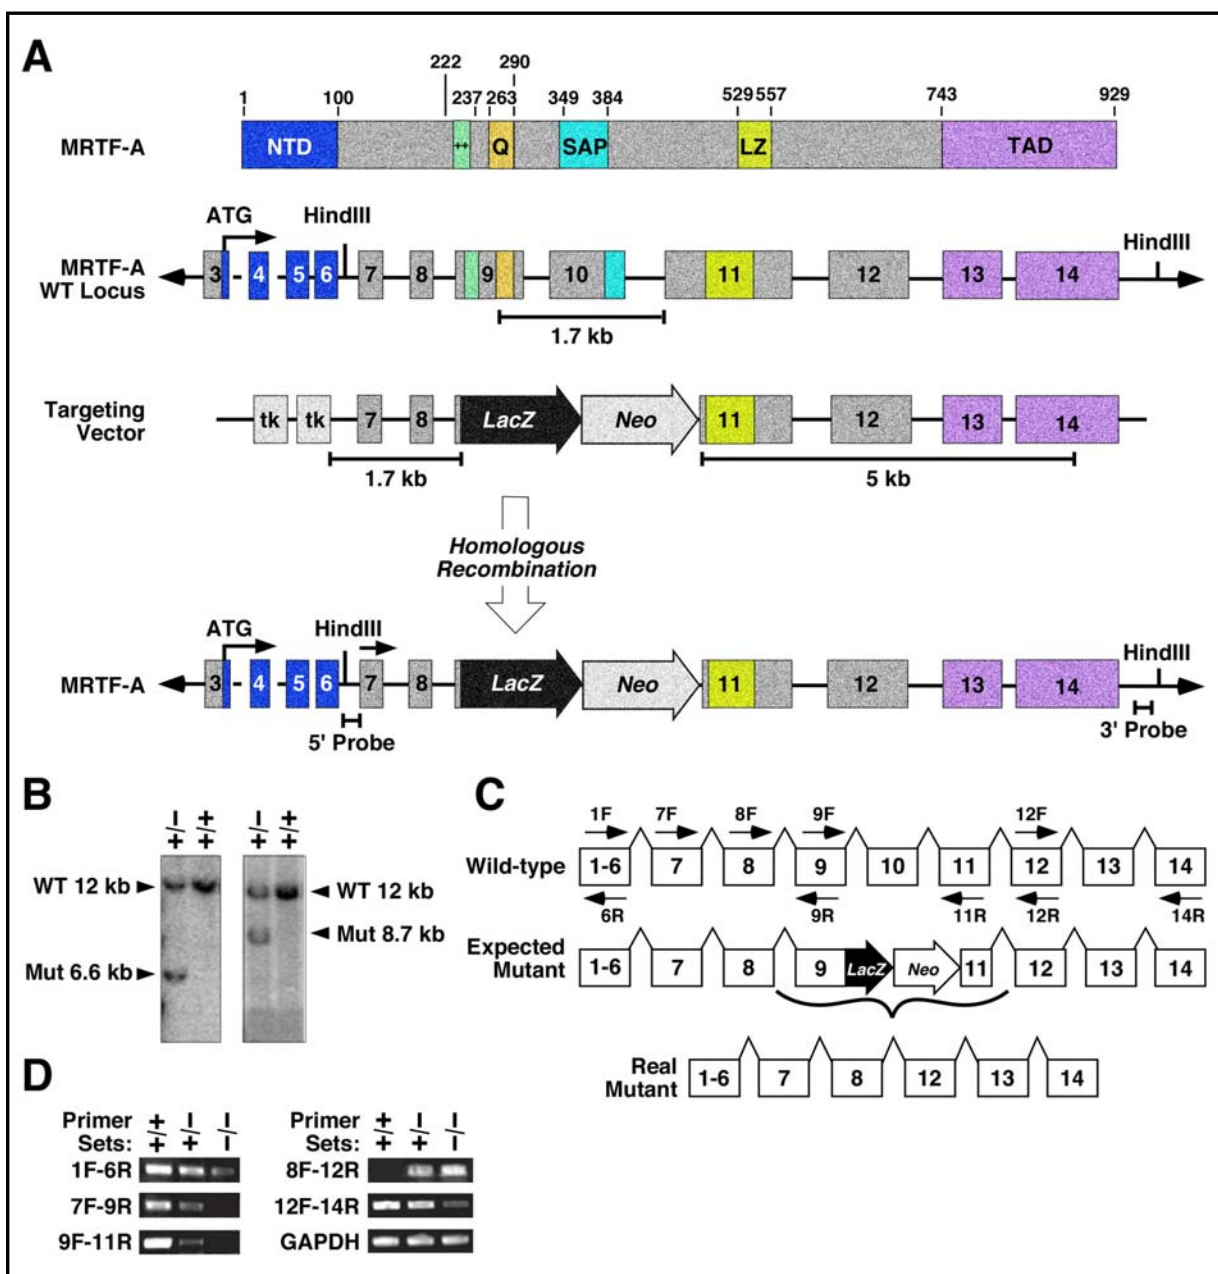 A
222 290
1 100 237 263 349 384 529 557 743 929
MRTF-A NTD ++ Q SAP LZ TAD
ATG HindIII HindIII
MRTF-A
WT Locus
3 4 5 6 7 8 9 10 11 12 13 14
1.7 kb
Targeting
Vector
tk tk 7 8 LacZ Neo 11 12 13 14
1.7 kb 5 kb
Homologous
Recombination
ATG HindIII HindIII
MRTF-A 3 4 5 6 7 8 LacZ Neo 11 12 13 14
5' Probe 3' Probe
B
+/− +/+ +/− +/+
WT 12 kb WT 12 kb
Mut 8.7 kb
Mut 6.6 kb
C
1F 7F 8F 9F 12F
Wild-type 1-6 7 8 9 10 11 12 13 14
6R 9R 11R 12R 14R
Expected
Mutant
1-6 7 8 9 LacZ Neo 11 12 13 14
Real
Mutant
1-6 7 8 12 13 14
D
Primer
Sets:
+/+ +/− −/−
1F-6R
7F-9R
9F-11R
Primer
Sets:
+/+ +/− −/−
8F-12R
12F-14R
GAPDH